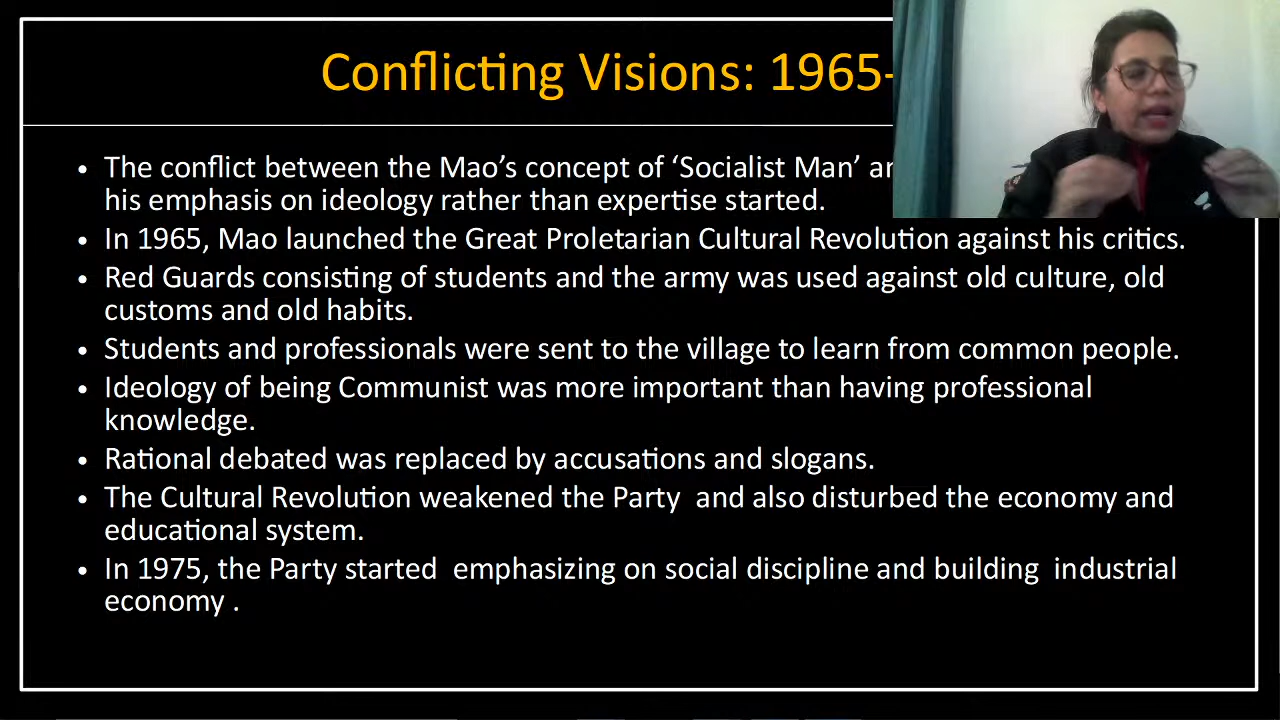 Conflicting Visions: 1965-
• The conflict between the Mao’s concept of ‘Socialist Man’ an
his emphasis on ideology rather than expertise started.
• In 1965, Mao launched the Great Proletarian Cultural Revolution against his critics.
• Red Guards consisting of students and the army was used against old culture, old
customs and old habits.
• Students and professionals were sent to the village to learn from common people.
• Ideology of being Communist was more important than having professional
knowledge.
• Rational debated was replaced by accusations and slogans.
• The Cultural Revolution weakened the Party  and also disturbed the economy and
educational system.
• In 1975, the Party started  emphasizing on social discipline and building  industrial
economy .